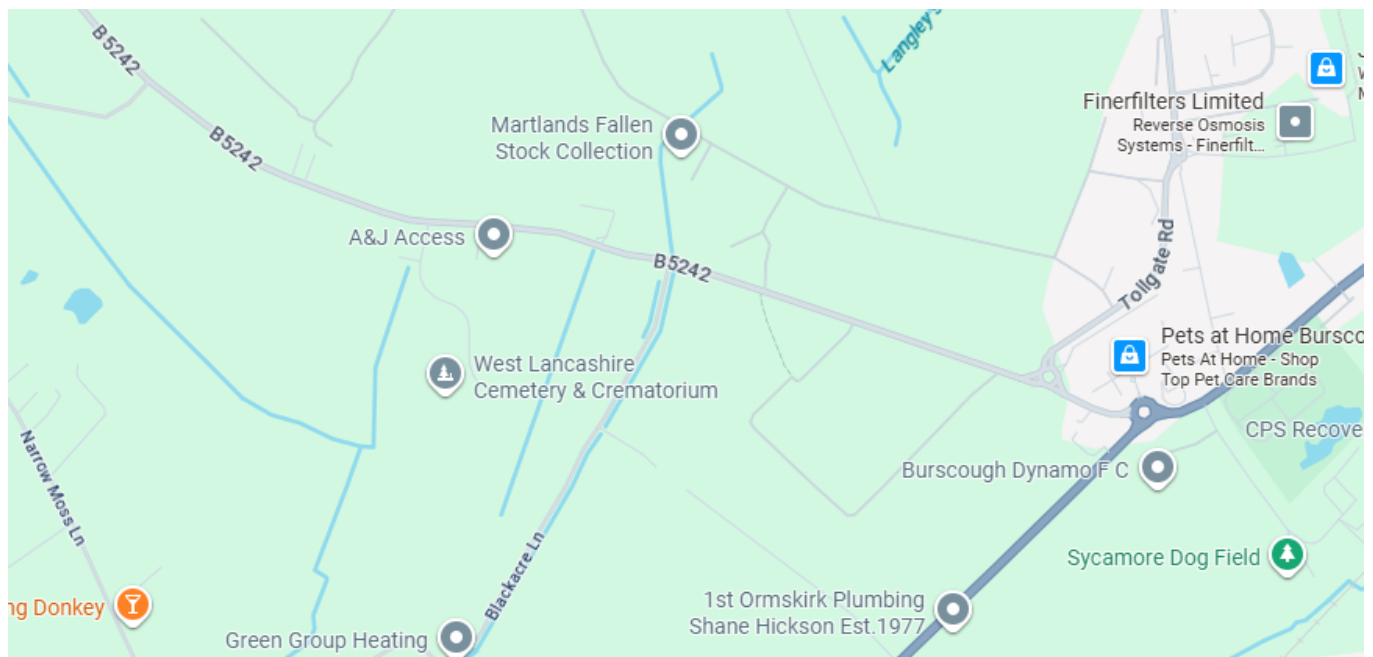 B5242
Langley's
Finerfilters Limited
Reverse Osmosis
Systems - Finerfilt...
Martlands Fallen
Stock Collection
B5242
A&J Access
B5242
Tollgate Rd
Pets at Home Bursco
Pets At Home - Shop
Top Pet Care Brands
West Lancashire
Cemetery & Crematorium
CPS Recove
Narrow Moss Ln
Burscough Dynamo F C
Sycamore Dog Field
Blackacre Ln
ng Donkey
1st Ormskirk Plumbing
Shane Hickson Est.1977
Green Group Heating